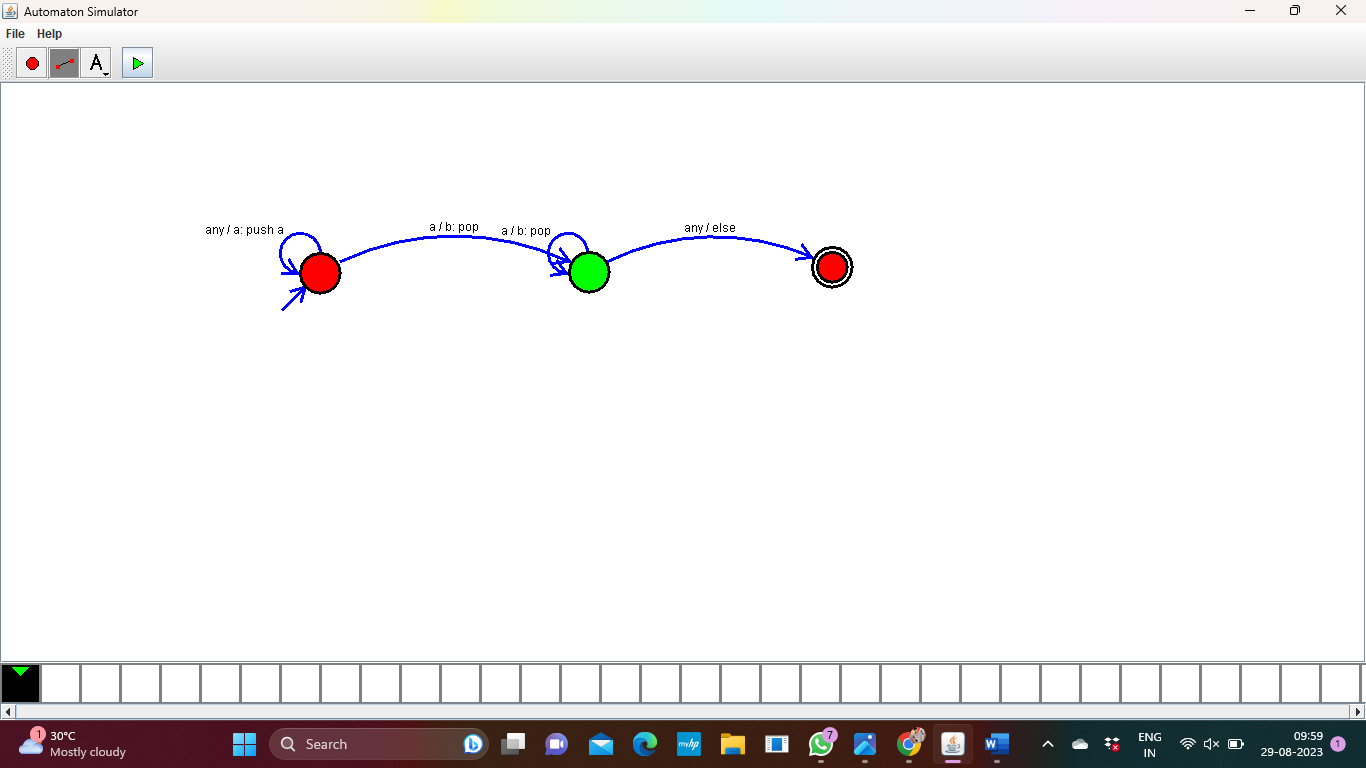 Automaton Simulator
File Help
A
any / a: push a
a / b: pop
a / b: pop
any / else
1
30°C
Mostly cloudy
Search
myhp
7
ENG
IN
09:59
29-08-2023
1